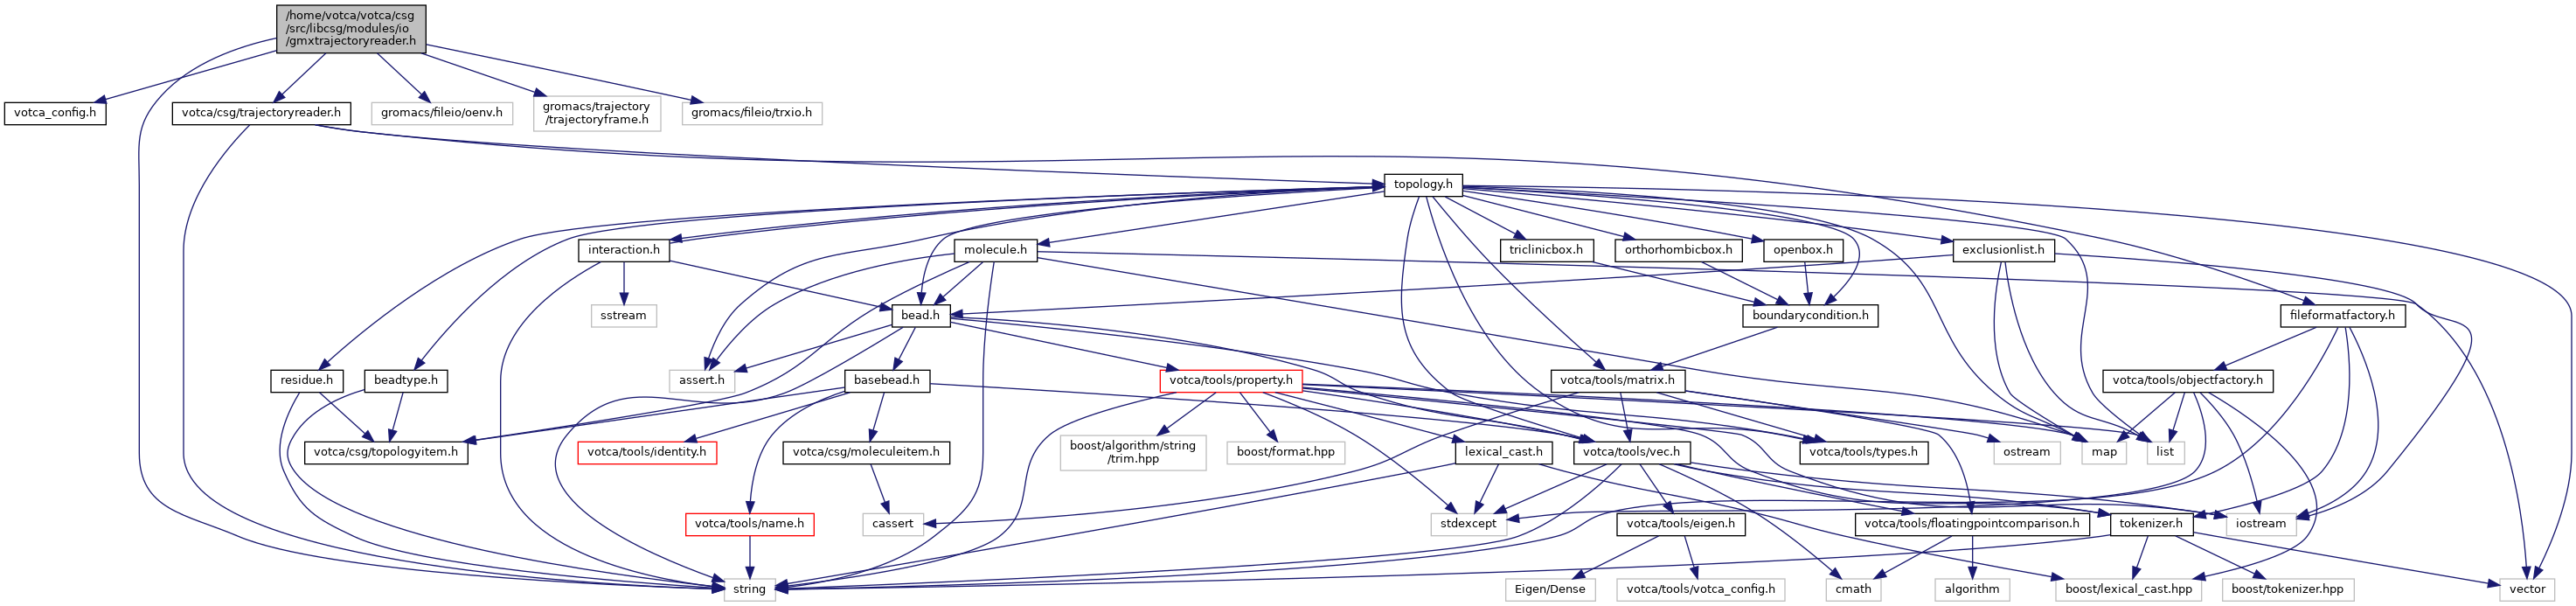 /home/votca/votca/csg
/src/libcsg/modules/io
/gmxtrajectoryreader.h
votca_config.h
votca/csg/trajectoryreader.h
gromacs/fileio/oenv.h
gromacs/trajectory
/trajectoryframe.h
gromacs/fileio/trxio.h
topology.h
interaction.h
molecule.h
triclinicbox.h
orthorhombicbox.h
openbox.h
exclusionlist.h
sstream
bead.h
boundarycondition.h
fileformatfactory.h
residue.h
beadtype.h
assert.h
basebead.h
votca/tools/property.h
votca/tools/matrix.h
votca/tools/objectfactory.h
votca/csg/topologyitem.h
votca/tools/identity.h
votca/csg/moleculeitem.h
boost/algorithm/string
/trim.hpp
boost/format.hpp
lexical_cast.h
votca/tools/vec.h
votca/tools/types.h
ostream
map
list
votca/tools/name.h
cassert
stdexcept
votca/tools/eigen.h
votca/tools/floatingpointcomparison.h
tokenizer.h
iostream
string
Eigen/Dense
votca/tools/votca_config.h
cmath
algorithm
boost/lexical_cast.hpp
boost/tokenizer.hpp
vector